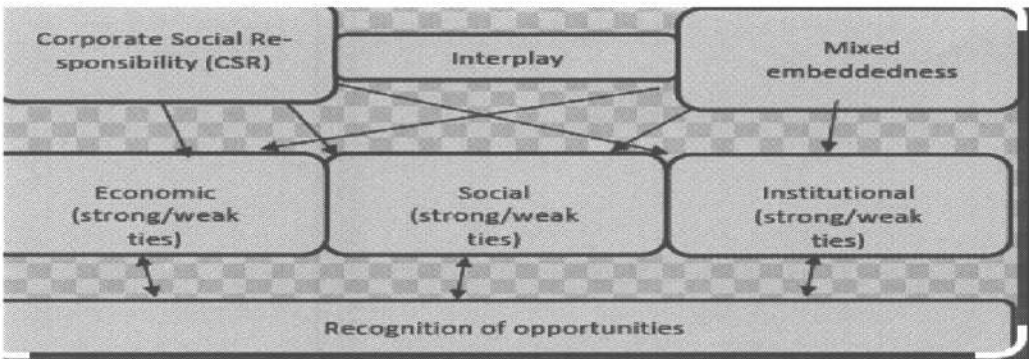 Corporate Social Re-
sponsibility (CSR)
Interplay
Mixed
embeddedness
Economic
(strong/weak
ties)
Social
(strong/weak
ties)
Institutional
(strong/weak
ties)
Recognition of opportunities